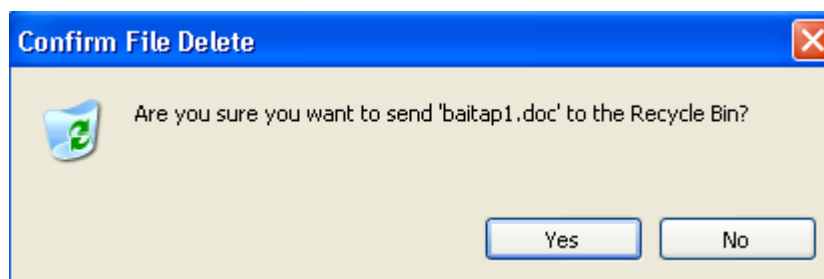 Confirm File Delete
Are you sure you want to send 'baitap1.doc' to the Recycle Bin?
Yes
No